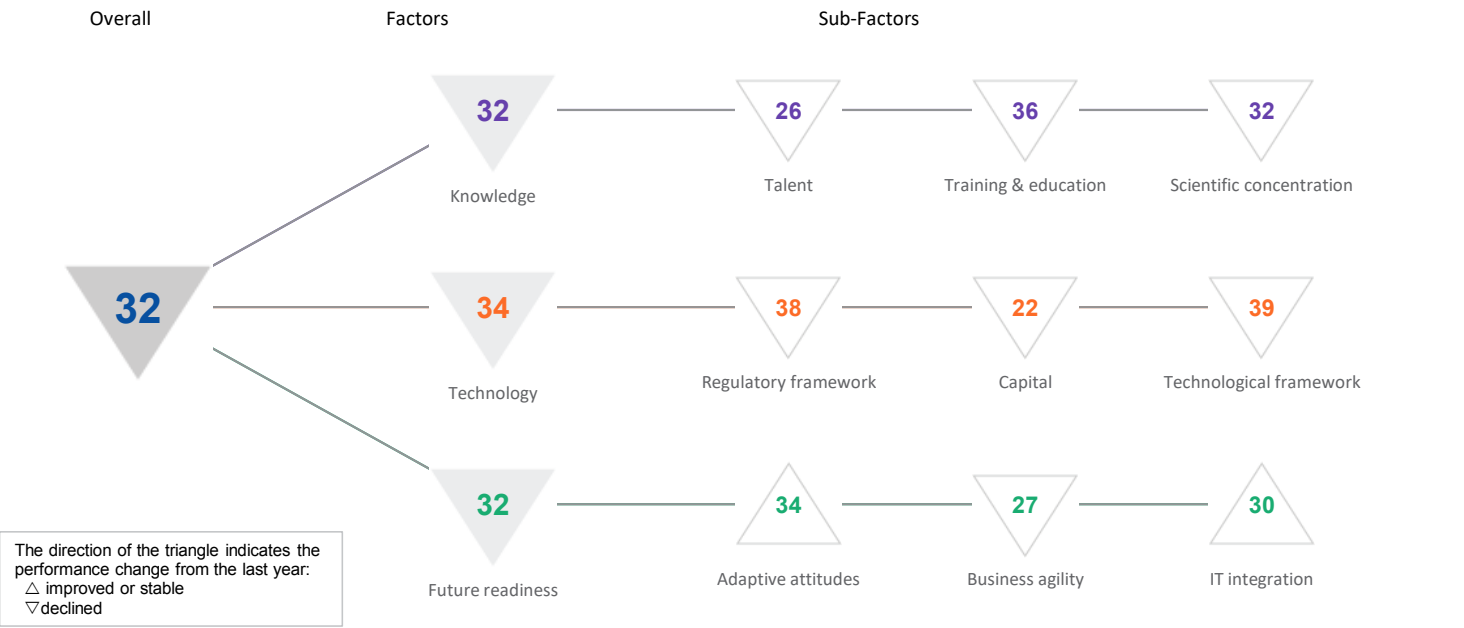 Overall Factors Sub-Factors
32 26 36 32
Knowledge Talent Training & education Scientific concentration
32 34 38 22 39
Technology Regulatory framework Capital Technological framework
32 34 27 30
Future readiness Adaptive attitudes Business agility IT integration
The direction of the triangle indicates the
performance change from the last year:
△ improved or stable
▽declined